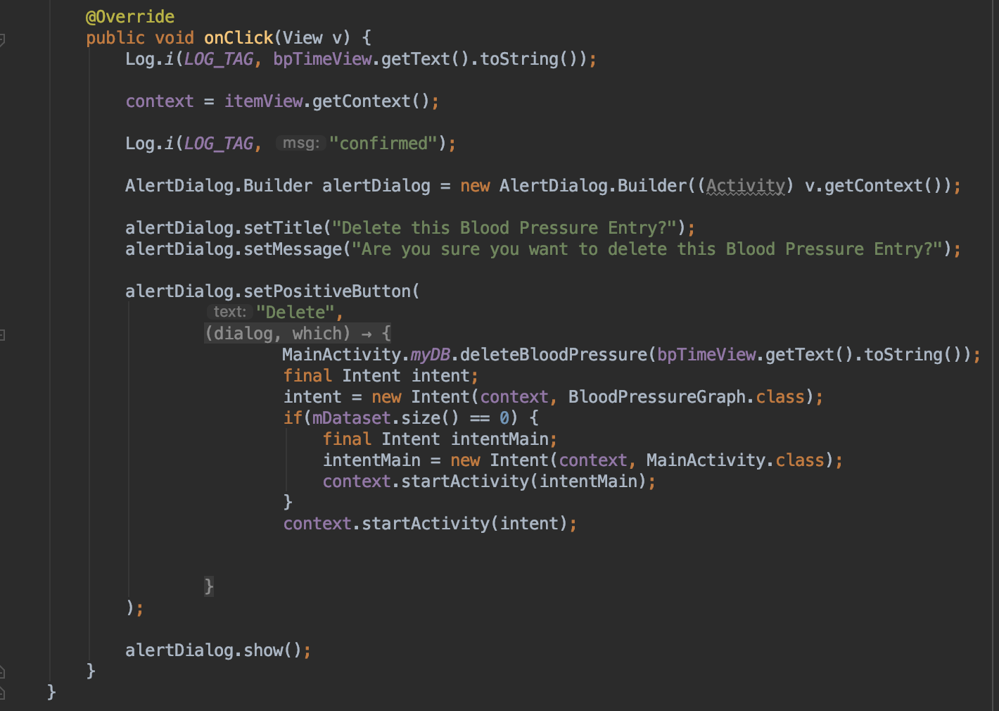 @Override
public void onClick(View v) {
Log.i(LOG_TAG, bpTimeView.getText().toString());
context = itemView.getContext();
Log.i(LOG_TAG, msg: "confirmed");
AlertDialog.Builder alertDialog = new AlertDialog.Builder((Activity) v.getContext());
alertDialog.setTitle("Delete this Blood Pressure Entry?");
alertDialog.setMessage("Are you sure you want to delete this Blood Pressure Entry?");
alertDialog.setPositiveButton(
text: "Delete",
(dialog, which) → {
MainActivity.myDB.deleteBloodPressure(bpTimeView.getText().toString());
final Intent intent;
intent = new Intent(context, BloodPressureGraph.class);
if(mDataset.size() == 0) {
final Intent intentMain;
intentMain = new Intent(context, MainActivity.class);
context.startActivity(intentMain);
}
context.startActivity(intent);
}
);
alertDialog.show();
}
}